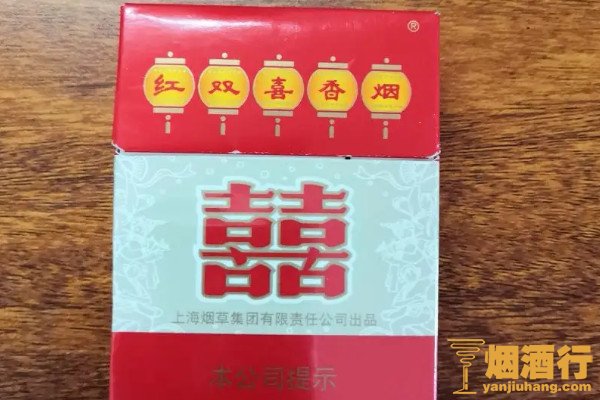 ®
红双喜香烟
囍
上海烟草集团有限责任公司出品
本公司提示
烟酒行
yanjiuhang.com